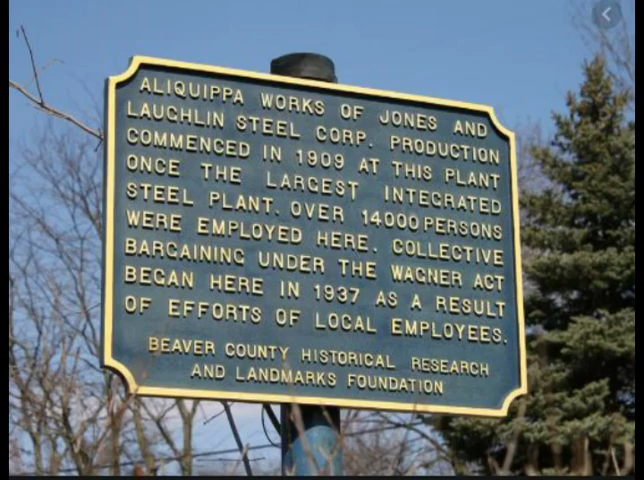 ALIQUIPPA WORKS OF JONES AND
LAUGHLIN STEEL CORP. PRODUCTION
COMMENCED IN 1909 AT THIS PLANT
ONCE THE LARGEST INTEGRATED
STEEL PLANT. OVER 14000 PERSONS
WERE EMPLOYED HERE. COLLECTIVE
BARGAINING UNDER THE WAGNER ACT
BEGAN HERE IN 1937 AS A RESULT
OF EFFORTS OF LOCAL EMPLOYEES.
BEAVER COUNTY HISTORICAL RESEARCH
AND LANDMARKS FOUNDATION